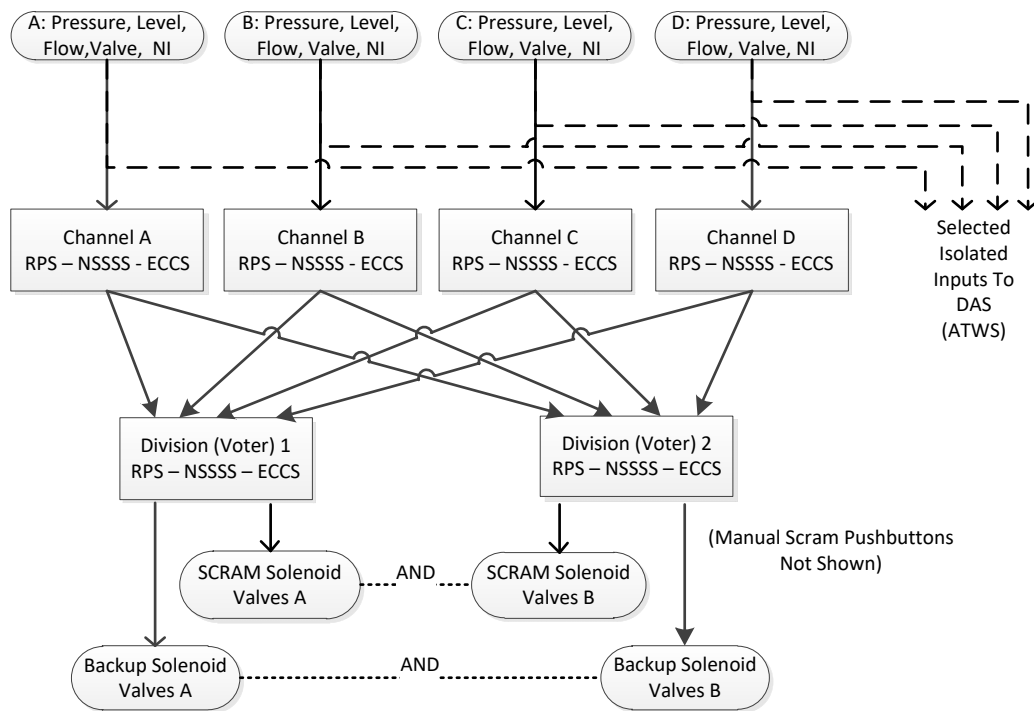 A: Pressure, Level,
Flow,Valve, NI
B: Pressure, Level,
Flow, Valve, NI
C: Pressure, Level,
Flow, Valve, NI
D: Pressure, Level,
Flow, Valve, NI
Channel A
RPS – NSSSS - ECCS
Channel B
RPS – NSSSS - ECCS
Channel C
RPS – NSSSS - ECCS
Channel D
RPS – NSSSS - ECCS
Selected
Isolated
Inputs To
DAS
(ATWS)
Division (Voter) 1
RPS – NSSSS – ECCS
Division (Voter) 2
RPS – NSSSS – ECCS
(Manual Scram Pushbuttons
Not Shown)
SCRAM Solenoid
Valves A
AND
SCRAM Solenoid
Valves B
Backup Solenoid
Valves A
AND
Backup Solenoid
Valves B